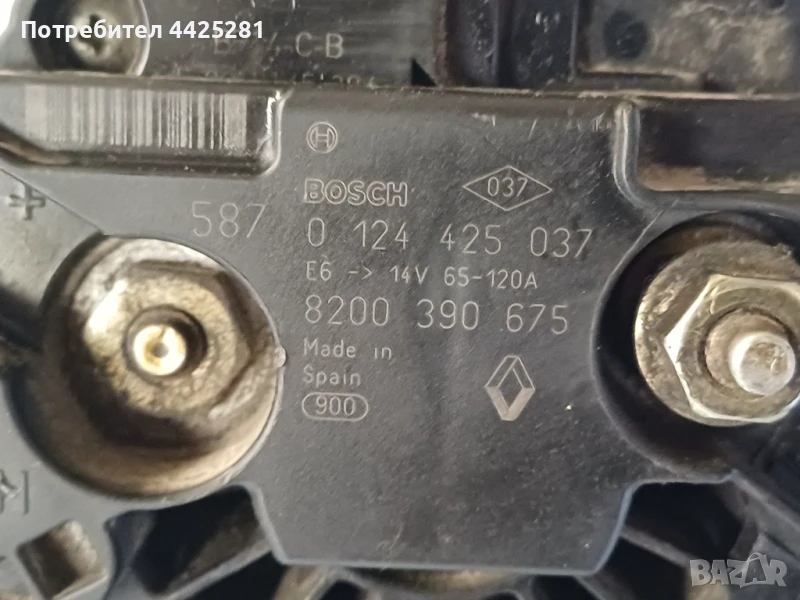 Потребител 4425281
C-B
BOSCH
037
587 0 124 425 037
E6 -> 14V 65-120A
8200 390 675
Made in
Spain
900
BAZAR